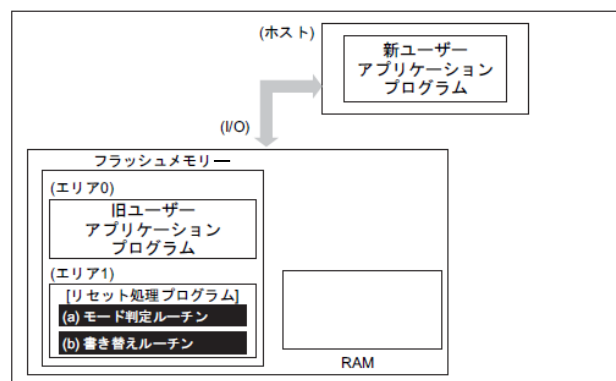 (ホスト)
新ユーザー
アプリケーション
プログラム
(I/O)
フラッシュメモリー
(エリア0)
旧ユーザー
アプリケーション
プログラム
(エリア1)
[リセット処理プログラム]
(a) モード判定ルーチン
(b) 書き替えルーチン
RAM